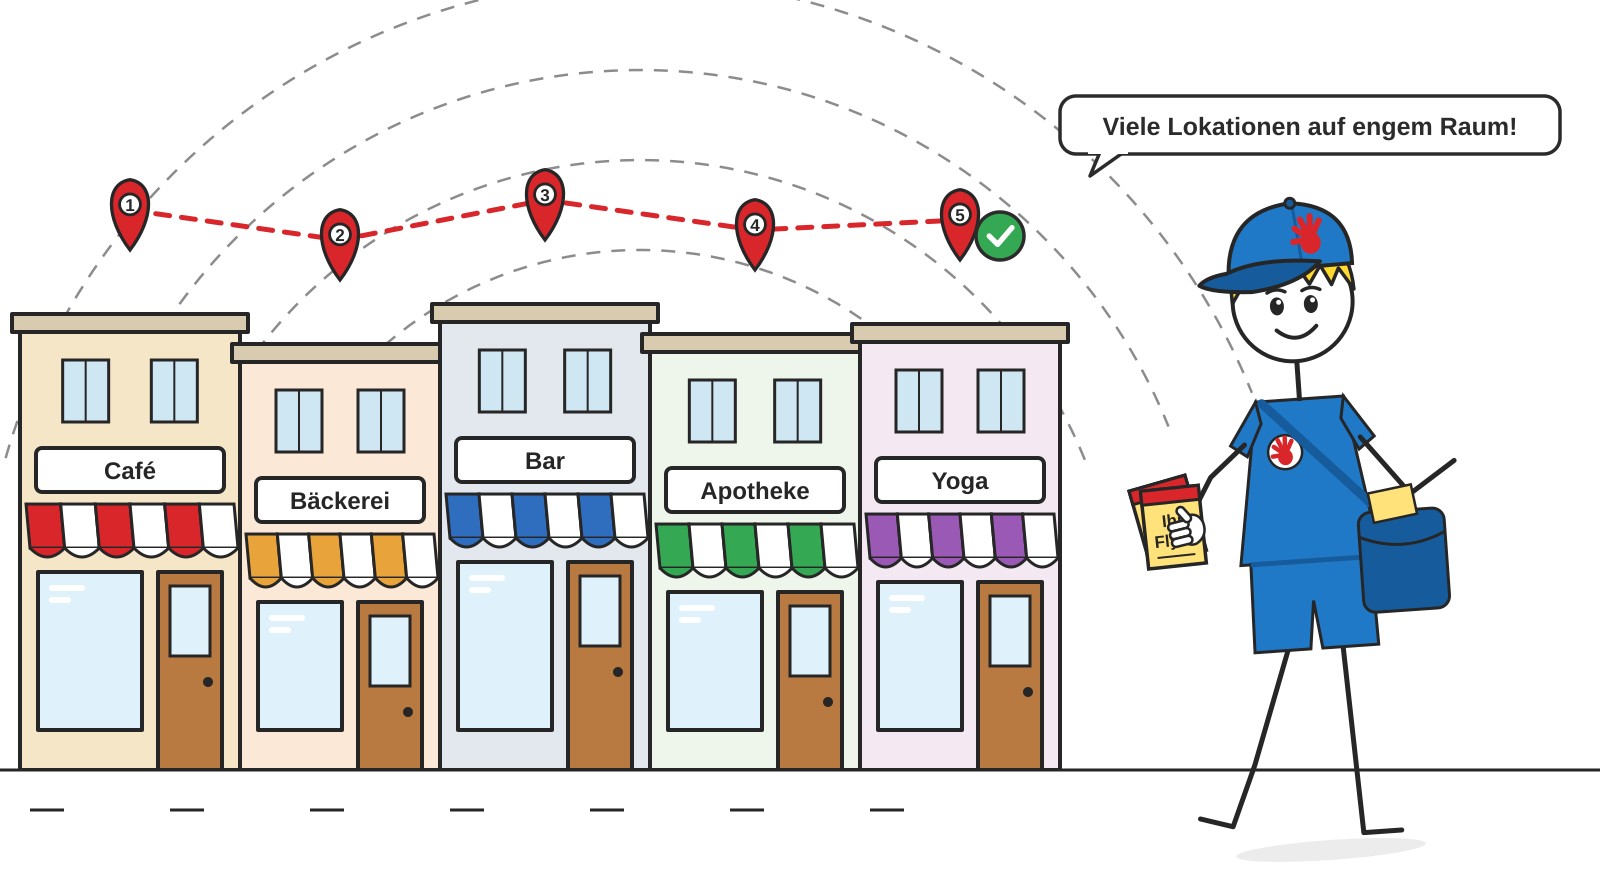 Viele Lokationen auf engem Raum!
1
2
3
4
5
Café
Bäckerei
Bar
Apotheke
Yoga